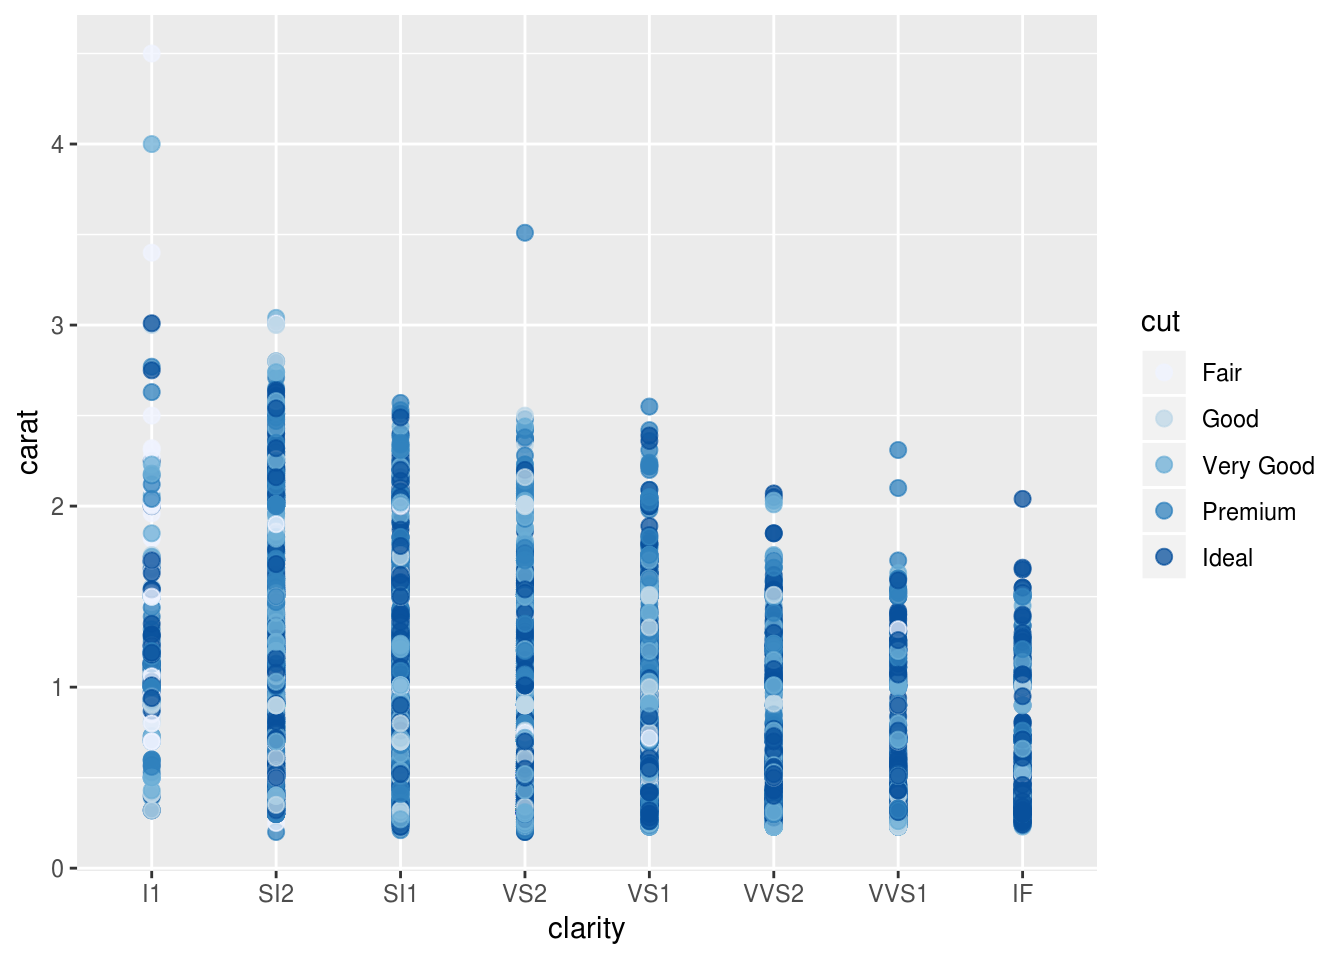 carat
4
3
2
1
0
I1 SI2 SI1 VS2 VS1 VVS2 VVS1 IF
clarity
cut
Fair
Good
Very Good
Premium
Ideal